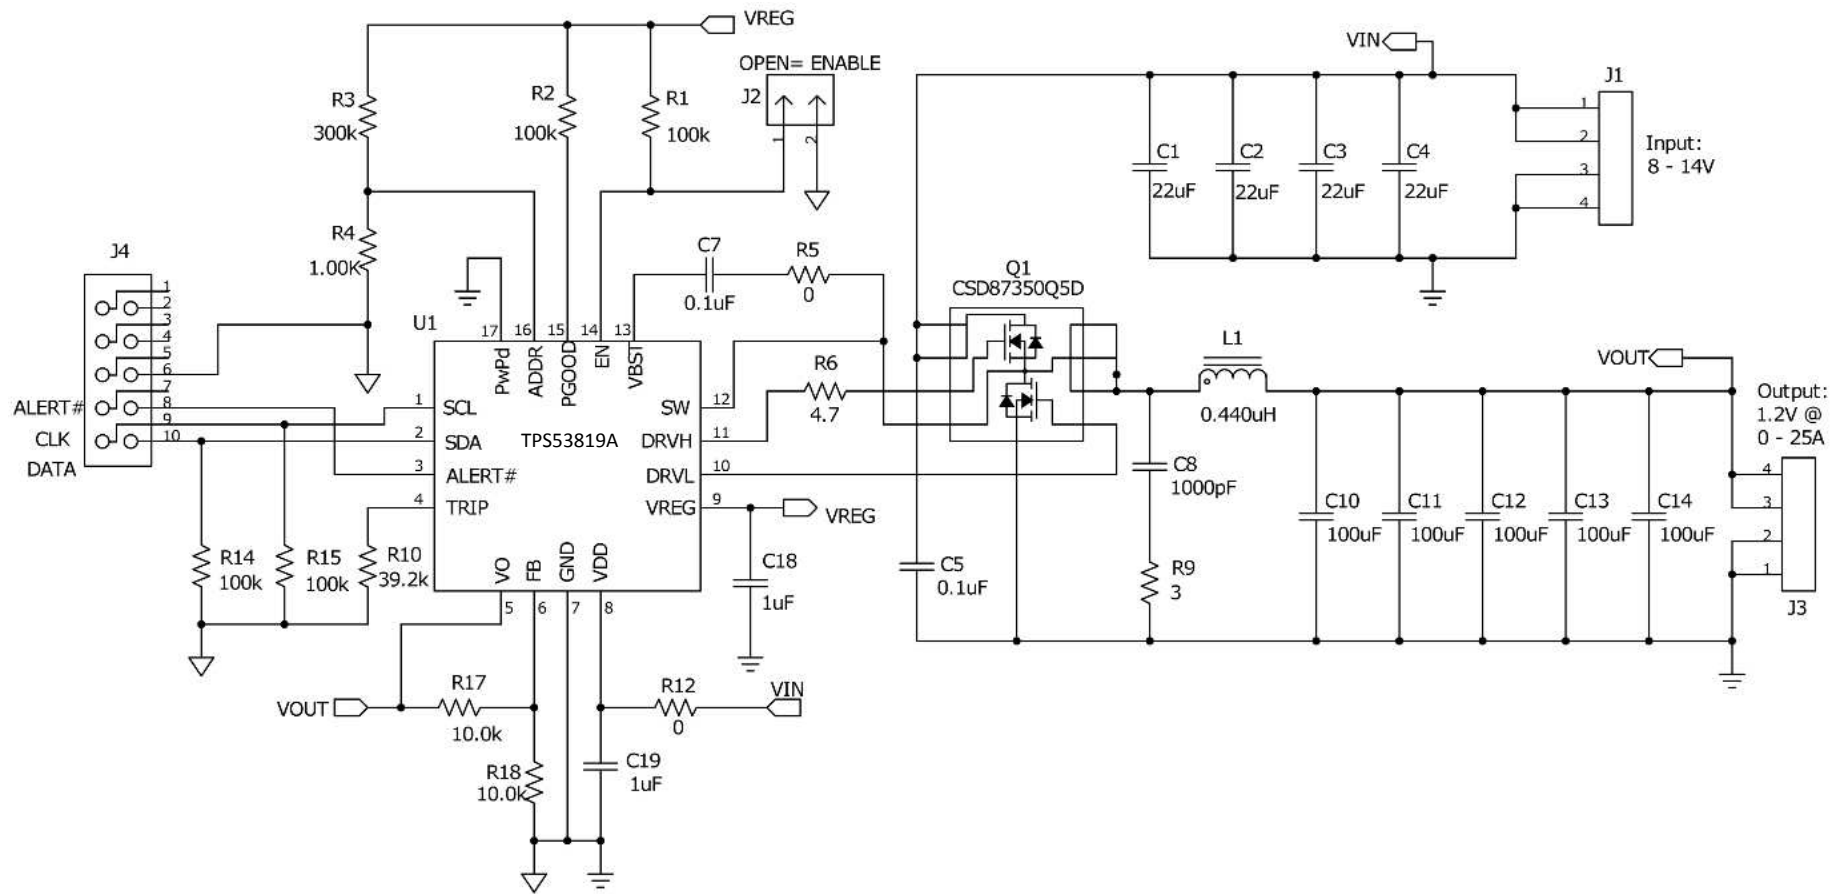 VREG
OPEN= ENABLE
J2
1
2
R3
300k
R2
100k
R1
100k
R4
1.00K
VIN
J1
1
2
3
4
Input:
8 - 14V
C1
22uF
C2
22uF
C3
22uF
C4
22uF
J4
1
2
3
4
5
6
7
8
9
10
ALERT#
CLK
DATA
C7
0.1uF
R5
0
Q1
CSD87350Q5D
U1
17
16
15
14
13
PwPd
ADDR
PGOOD
EN
VBST
1
SCL
2
SDA
3
ALERT#
4
TRIP
TPS53819A
SW
12
DRVH
11
DRVL
10
VREG
9
VREG
VO
FB
GND
VDD
5
6
7
8
R6
4.7
L1
0.440uH
VOUT
Output:
1.2V @
0 - 25A
4
3
2
1
J3
C8
1000pF
R9
3
C5
0.1uF
C10
100uF
C11
100uF
C12
100uF
C13
100uF
C14
100uF
R14
100k
R15
100k
R10
39.2k
C18
1uF
VOUT
R17
10.0k
R12
0
VIN
R18
10.0k
C19
1uF